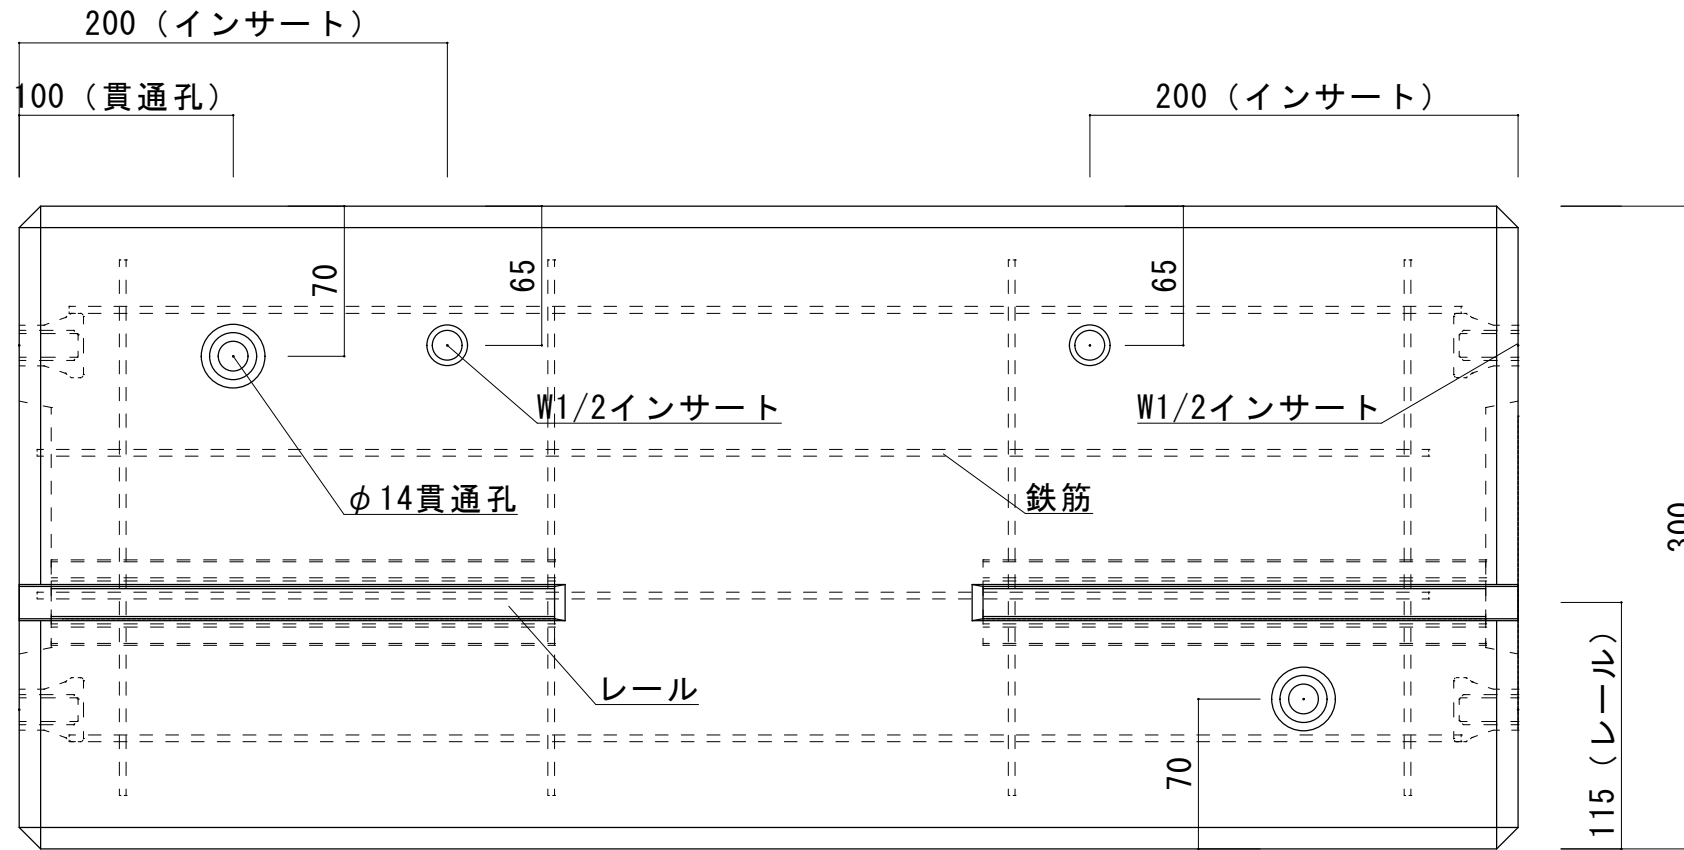 200（インサート）
100（貫通孔）
200（インサート）
70
65
65
W1/2インサート
W1/2インサート
φ14貫通孔
鉄筋
300
レール
70
115（レール）